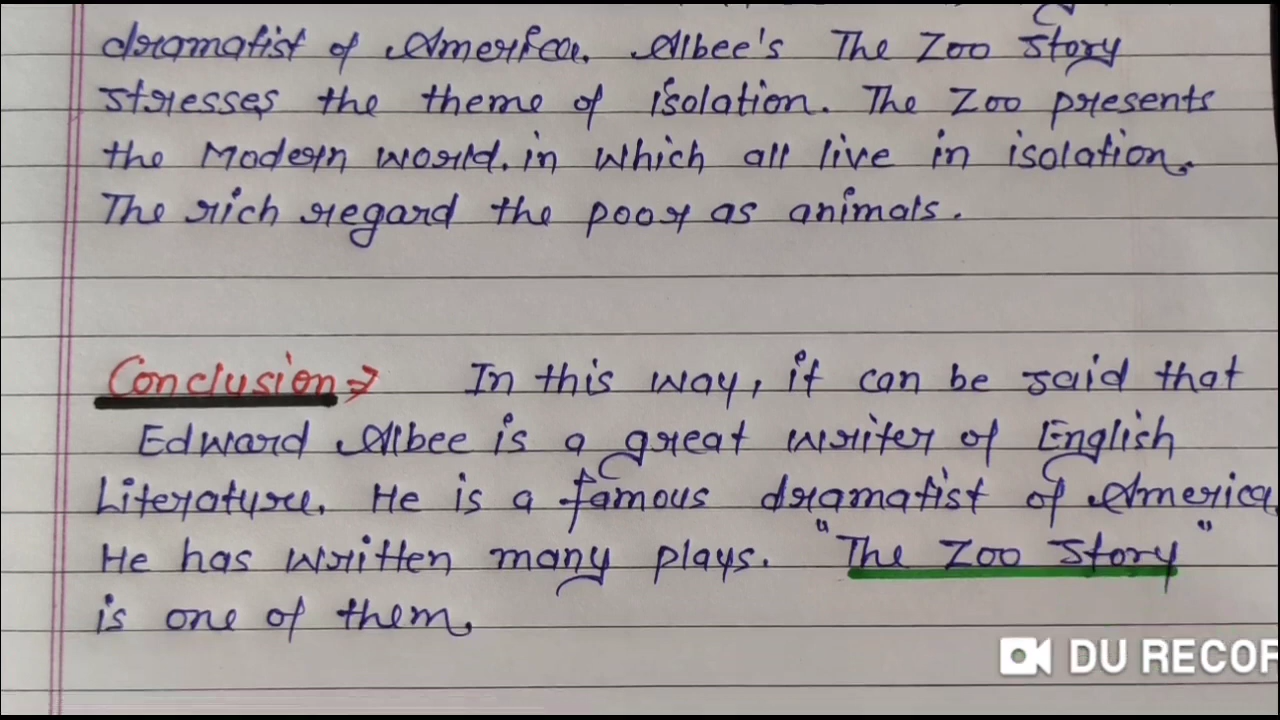 dramatist of America. Albee's The Zoo Story
stresses the theme of isolation. The Zoo presents
the Modern world. in which all live in isolation.
The rich regard the poor as animals.
Conclusion → In this way, it can be said that
Edward Albee is a great writer of English
Literature. He is a famous dramatist of America
He has written many plays. "The Zoo Story"
is one of them.
DU RECOR